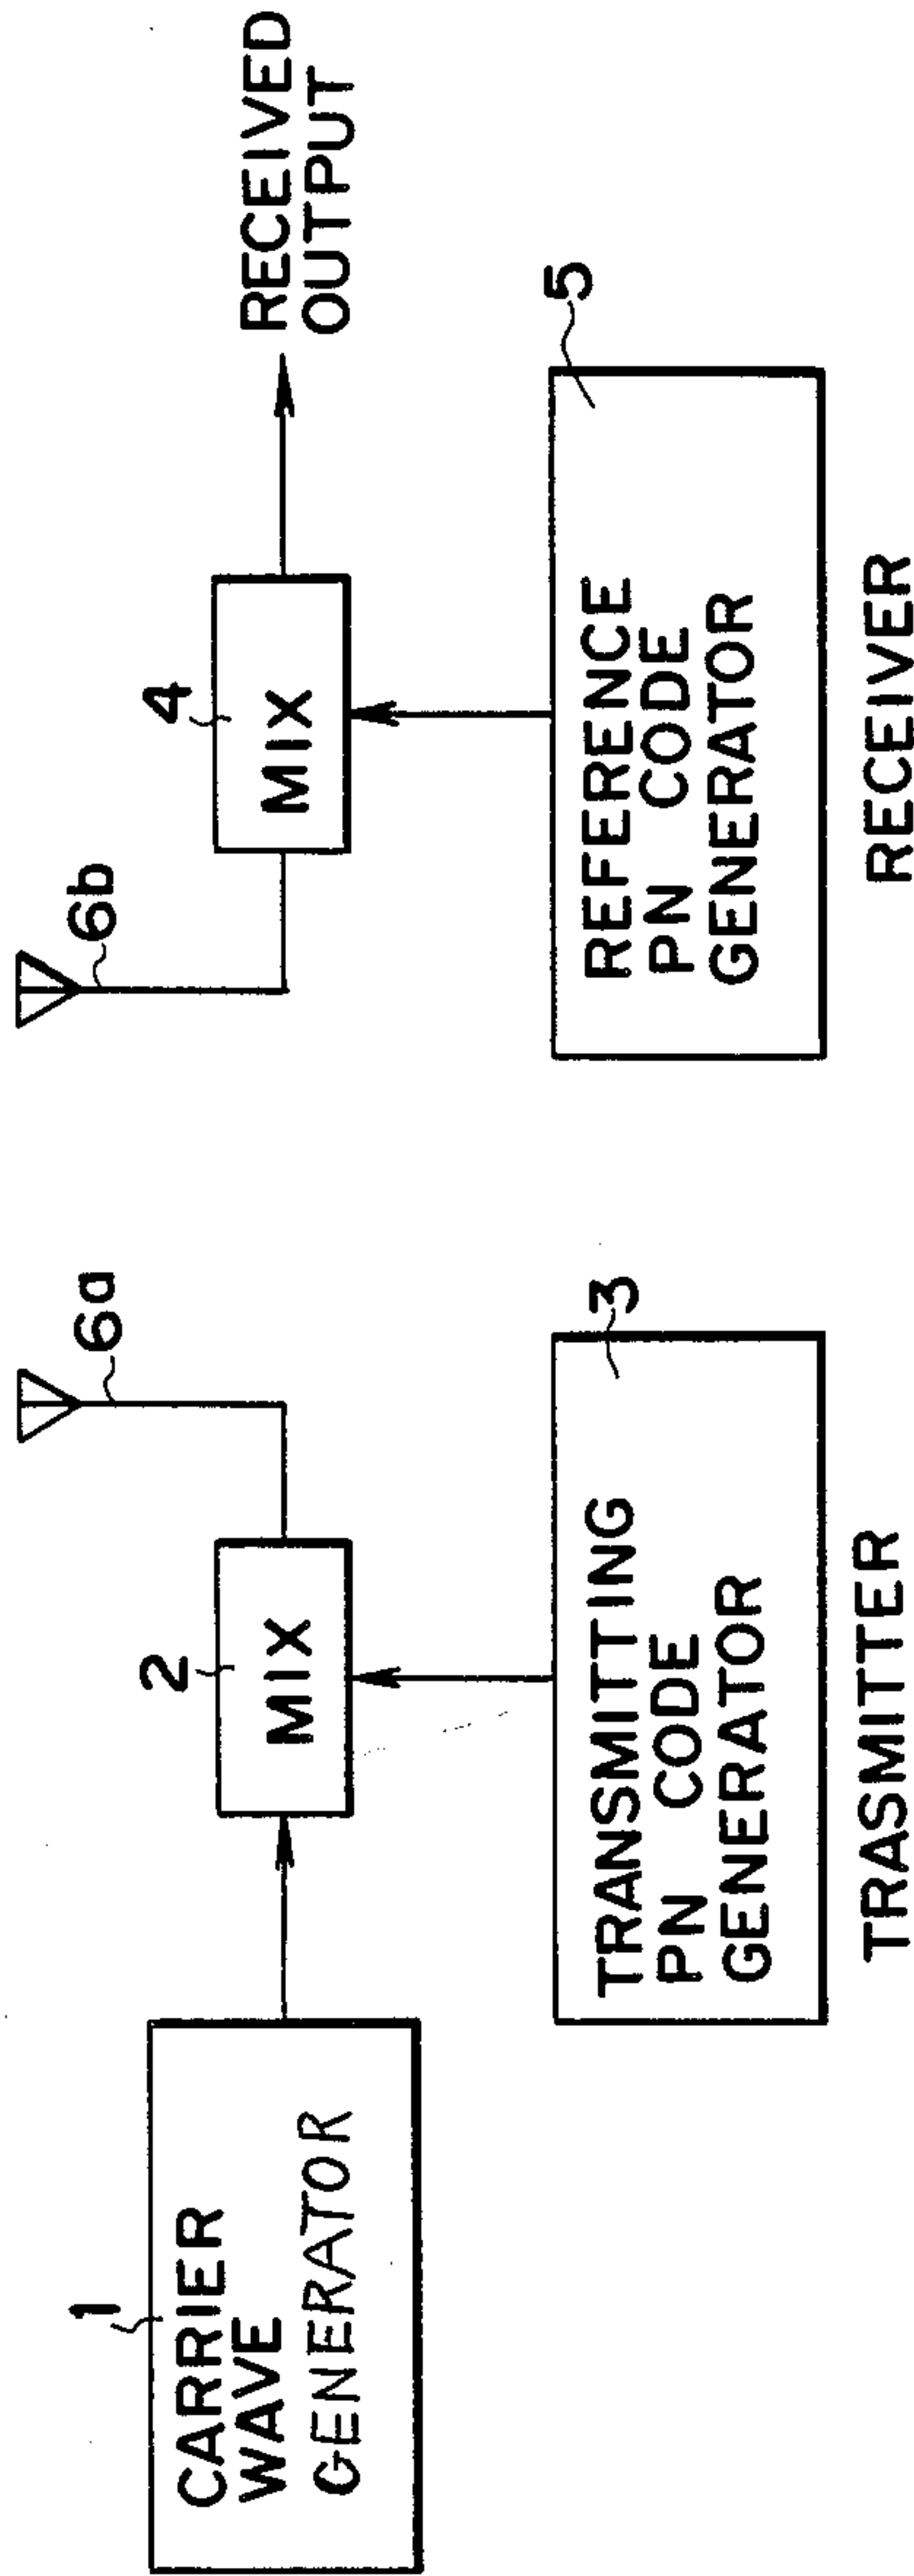 1
CARRIER
WAVE
GENERATOR
2
MIX
6a
TRANSMITTING
PN CODE
GENERATOR
3
TRASMITTER
6b
4
MIX
RECEIVED
OUTPUT
REFERENCE
PN CODE
GENERATOR
5
RECEIVER